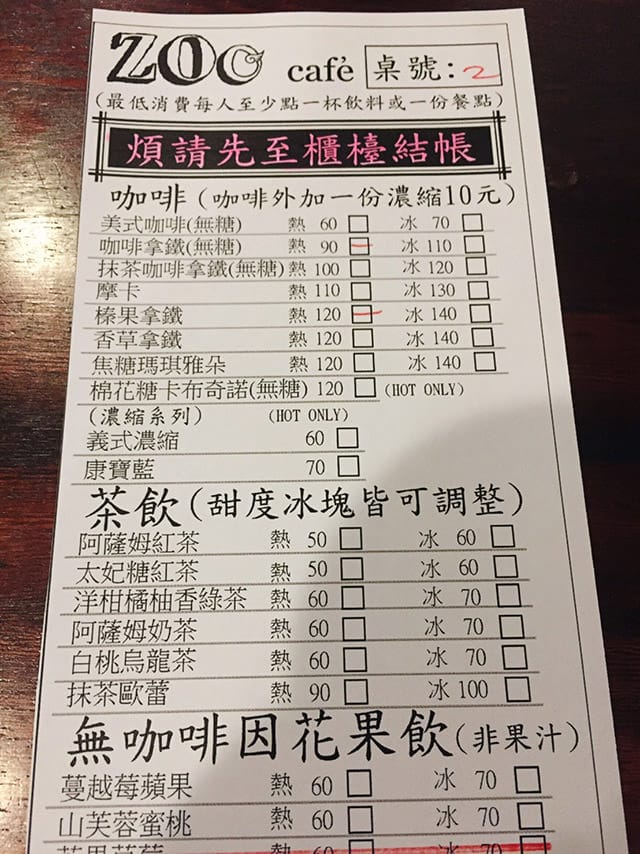 ZOO café 桌號：2
（最低消費每人至少點一杯飲料或一份餐點）
煩請先至櫃檯結帳
咖啡（咖啡外加一份濃縮10元）
美式咖啡(無糖) 熱 60 □ 冰 70 □
咖啡拿鐵(無糖) 熱 90 □ 冰 110 □
抹茶咖啡拿鐵(無糖) 熱 100 □ 冰 120 □
摩卡 熱 110 □ 冰 130 □
榛果拿鐵 熱 120 □ 冰 140 □
香草拿鐵 熱 120 □ 冰 140 □
焦糖瑪琪雅朵 熱 120 □ 冰 140 □
棉花糖卡布奇諾(無糖) 120 □ (HOT ONLY)
(濃縮系列) (HOT ONLY)
義式濃縮 60 □
康寶藍 70 □
茶飲（甜度冰塊皆可調整）
阿薩姆紅茶 熱 50 □ 冰 60 □
太妃糖紅茶 熱 50 □ 冰 60 □
洋柑橘柚香綠茶 熱 60 □ 冰 70 □
阿薩姆奶茶 熱 60 □ 冰 70 □
白桃烏龍茶 熱 60 □ 冰 70 □
抹茶歐蕾 熱 90 □ 冰 100 □
無咖啡因花果飲（非果汁）
蔓越莓蘋果 熱 60 □ 冰 70 □
山芙蓉蜜桃 熱 60 □ 冰 70 □
熱 60 冰 70